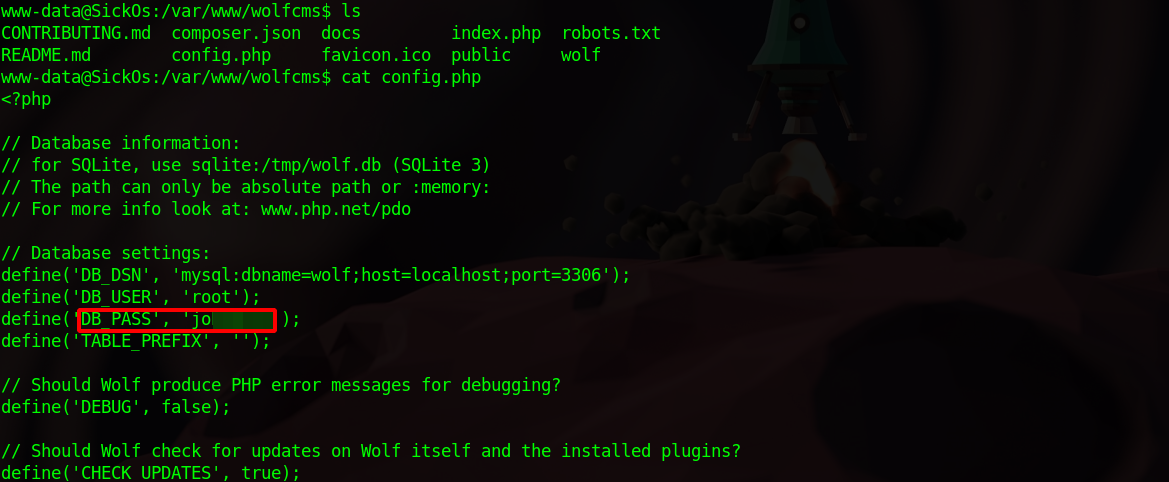 www-data@SickOs:/var/www/wolfcms$ ls
CONTRIBUTING.md composer.json docs index.php robots.txt
README.md config.php favicon.ico public wolf
www-data@SickOs:/var/www/wolfcms$ cat config.php
<?php
// Database information:
// for SQLite, use sqlite:/tmp/wolf.db (SQLite 3)
// The path can only be absolute path or :memory:
// For more info look at: www.php.net/pdo
// Database settings:
define('DB_DSN', 'mysql:dbname=wolf;host=localhost;port=3306');
define('DB_USER', 'root');
define('DB_PASS', 'jo );
define('TABLE_PREFIX', '');
// Should Wolf produce PHP error messages for debugging?
define('DEBUG', false);
// Should Wolf check for updates on Wolf itself and the installed plugins?
define('CHECK_UPDATES', true);